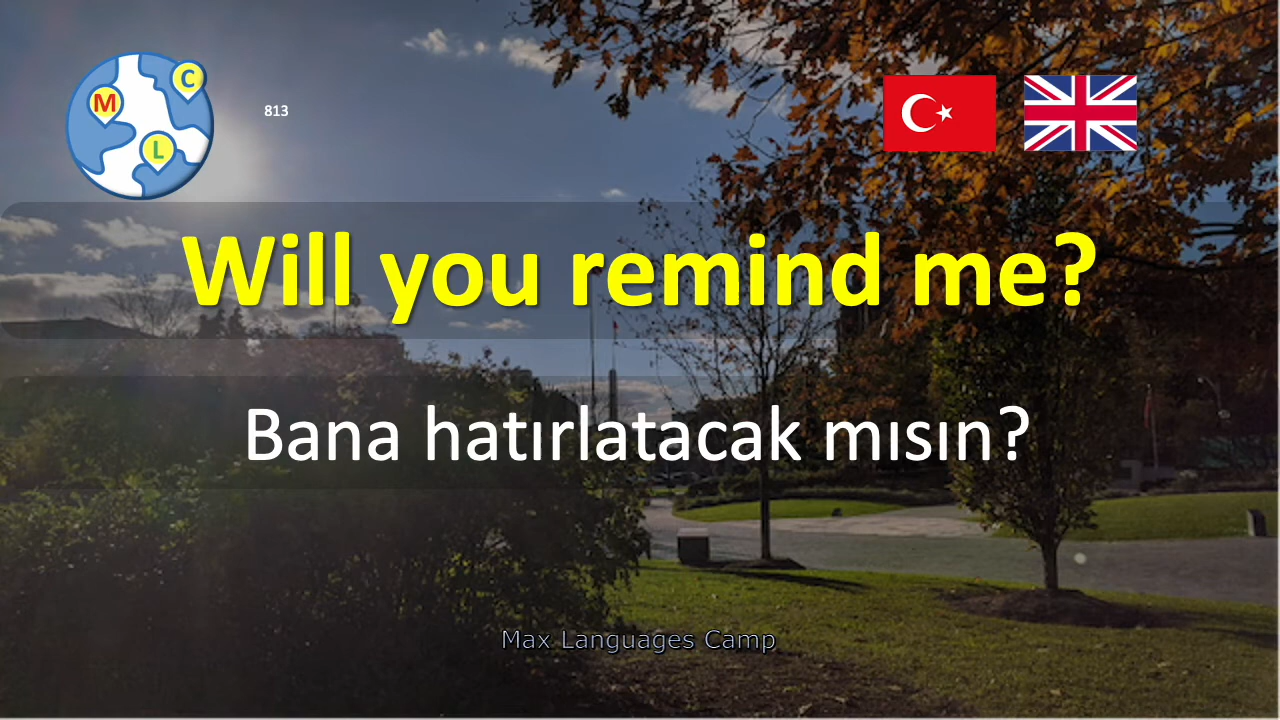 C
M
813
L
Will you remind me?
Bana hatırlatacak mısın?
Max Languages Camp